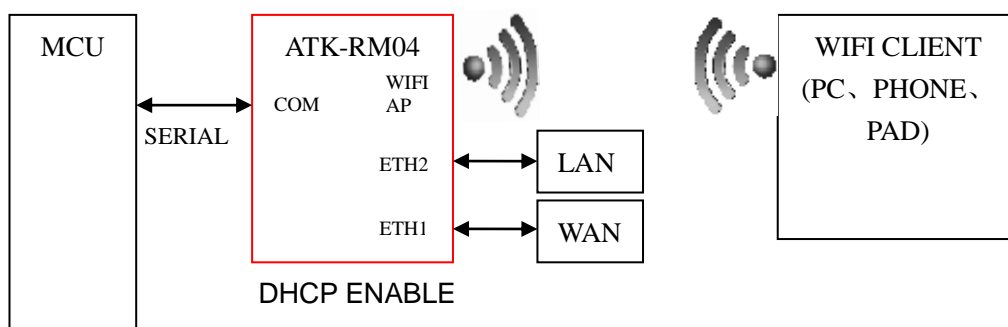 MCU
SERIAL
ATK-RM04
WIFI
AP
COM
ETH2
ETH1
LAN
WAN
DHCP ENABLE
WIFI CLIENT
(PC、PHONE、
PAD)